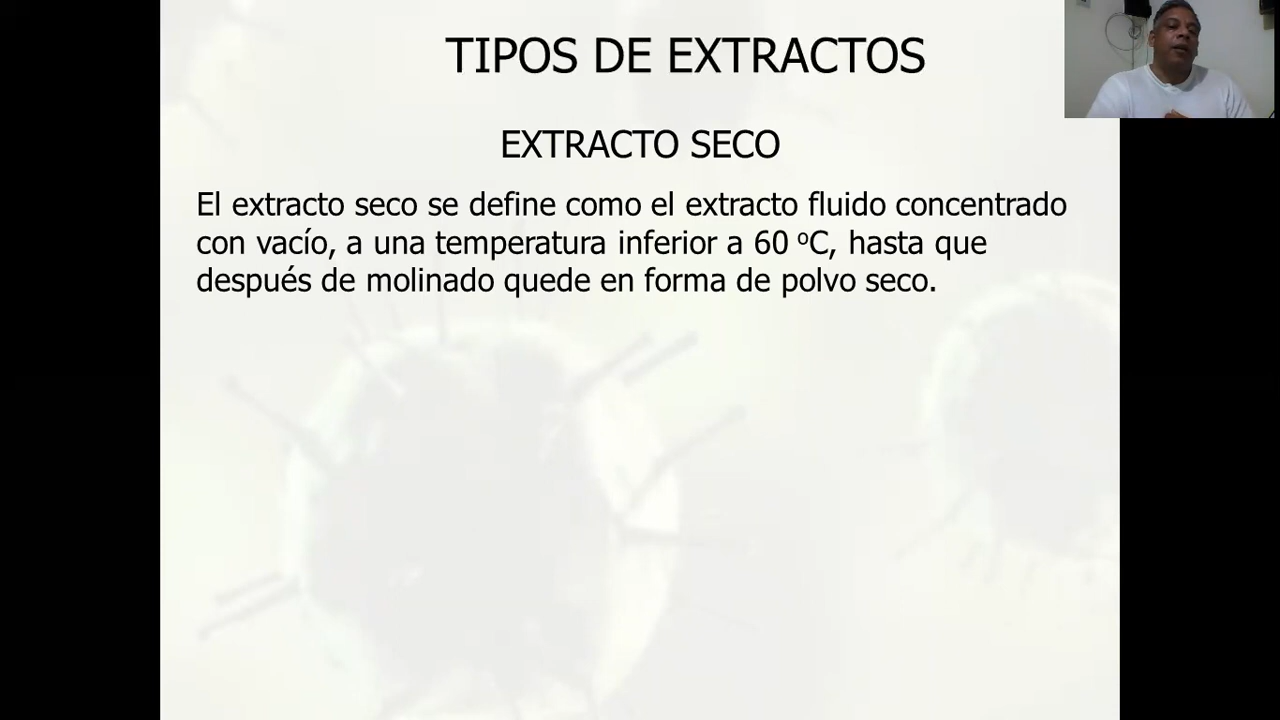 TIPOS DE EXTRACTOS
EXTRACTO SECO
El extracto seco se define como el extracto fluido concentrado
con vacío, a una temperatura inferior a 60 ºC, hasta que
después de molinado quede en forma de polvo seco.